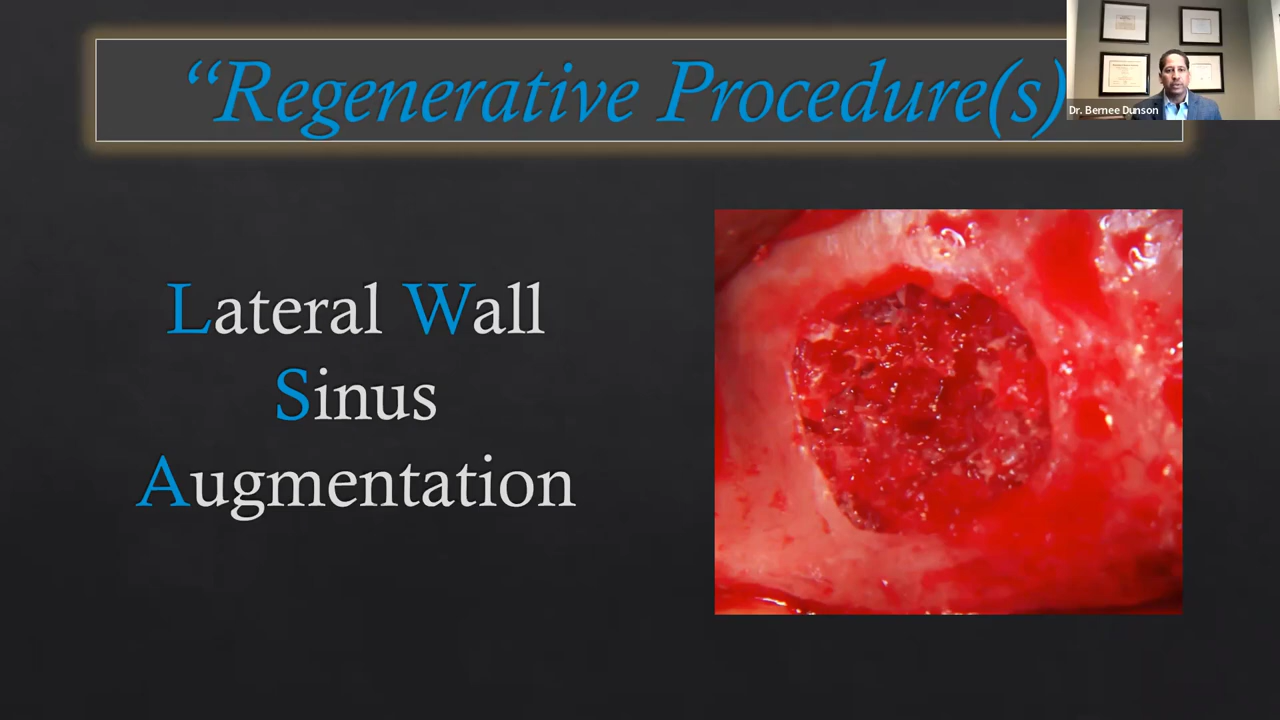 “Regenerative Procedure(s)
Dr. Bernee Dunson
Lateral Wall
Sinus
Augmentation